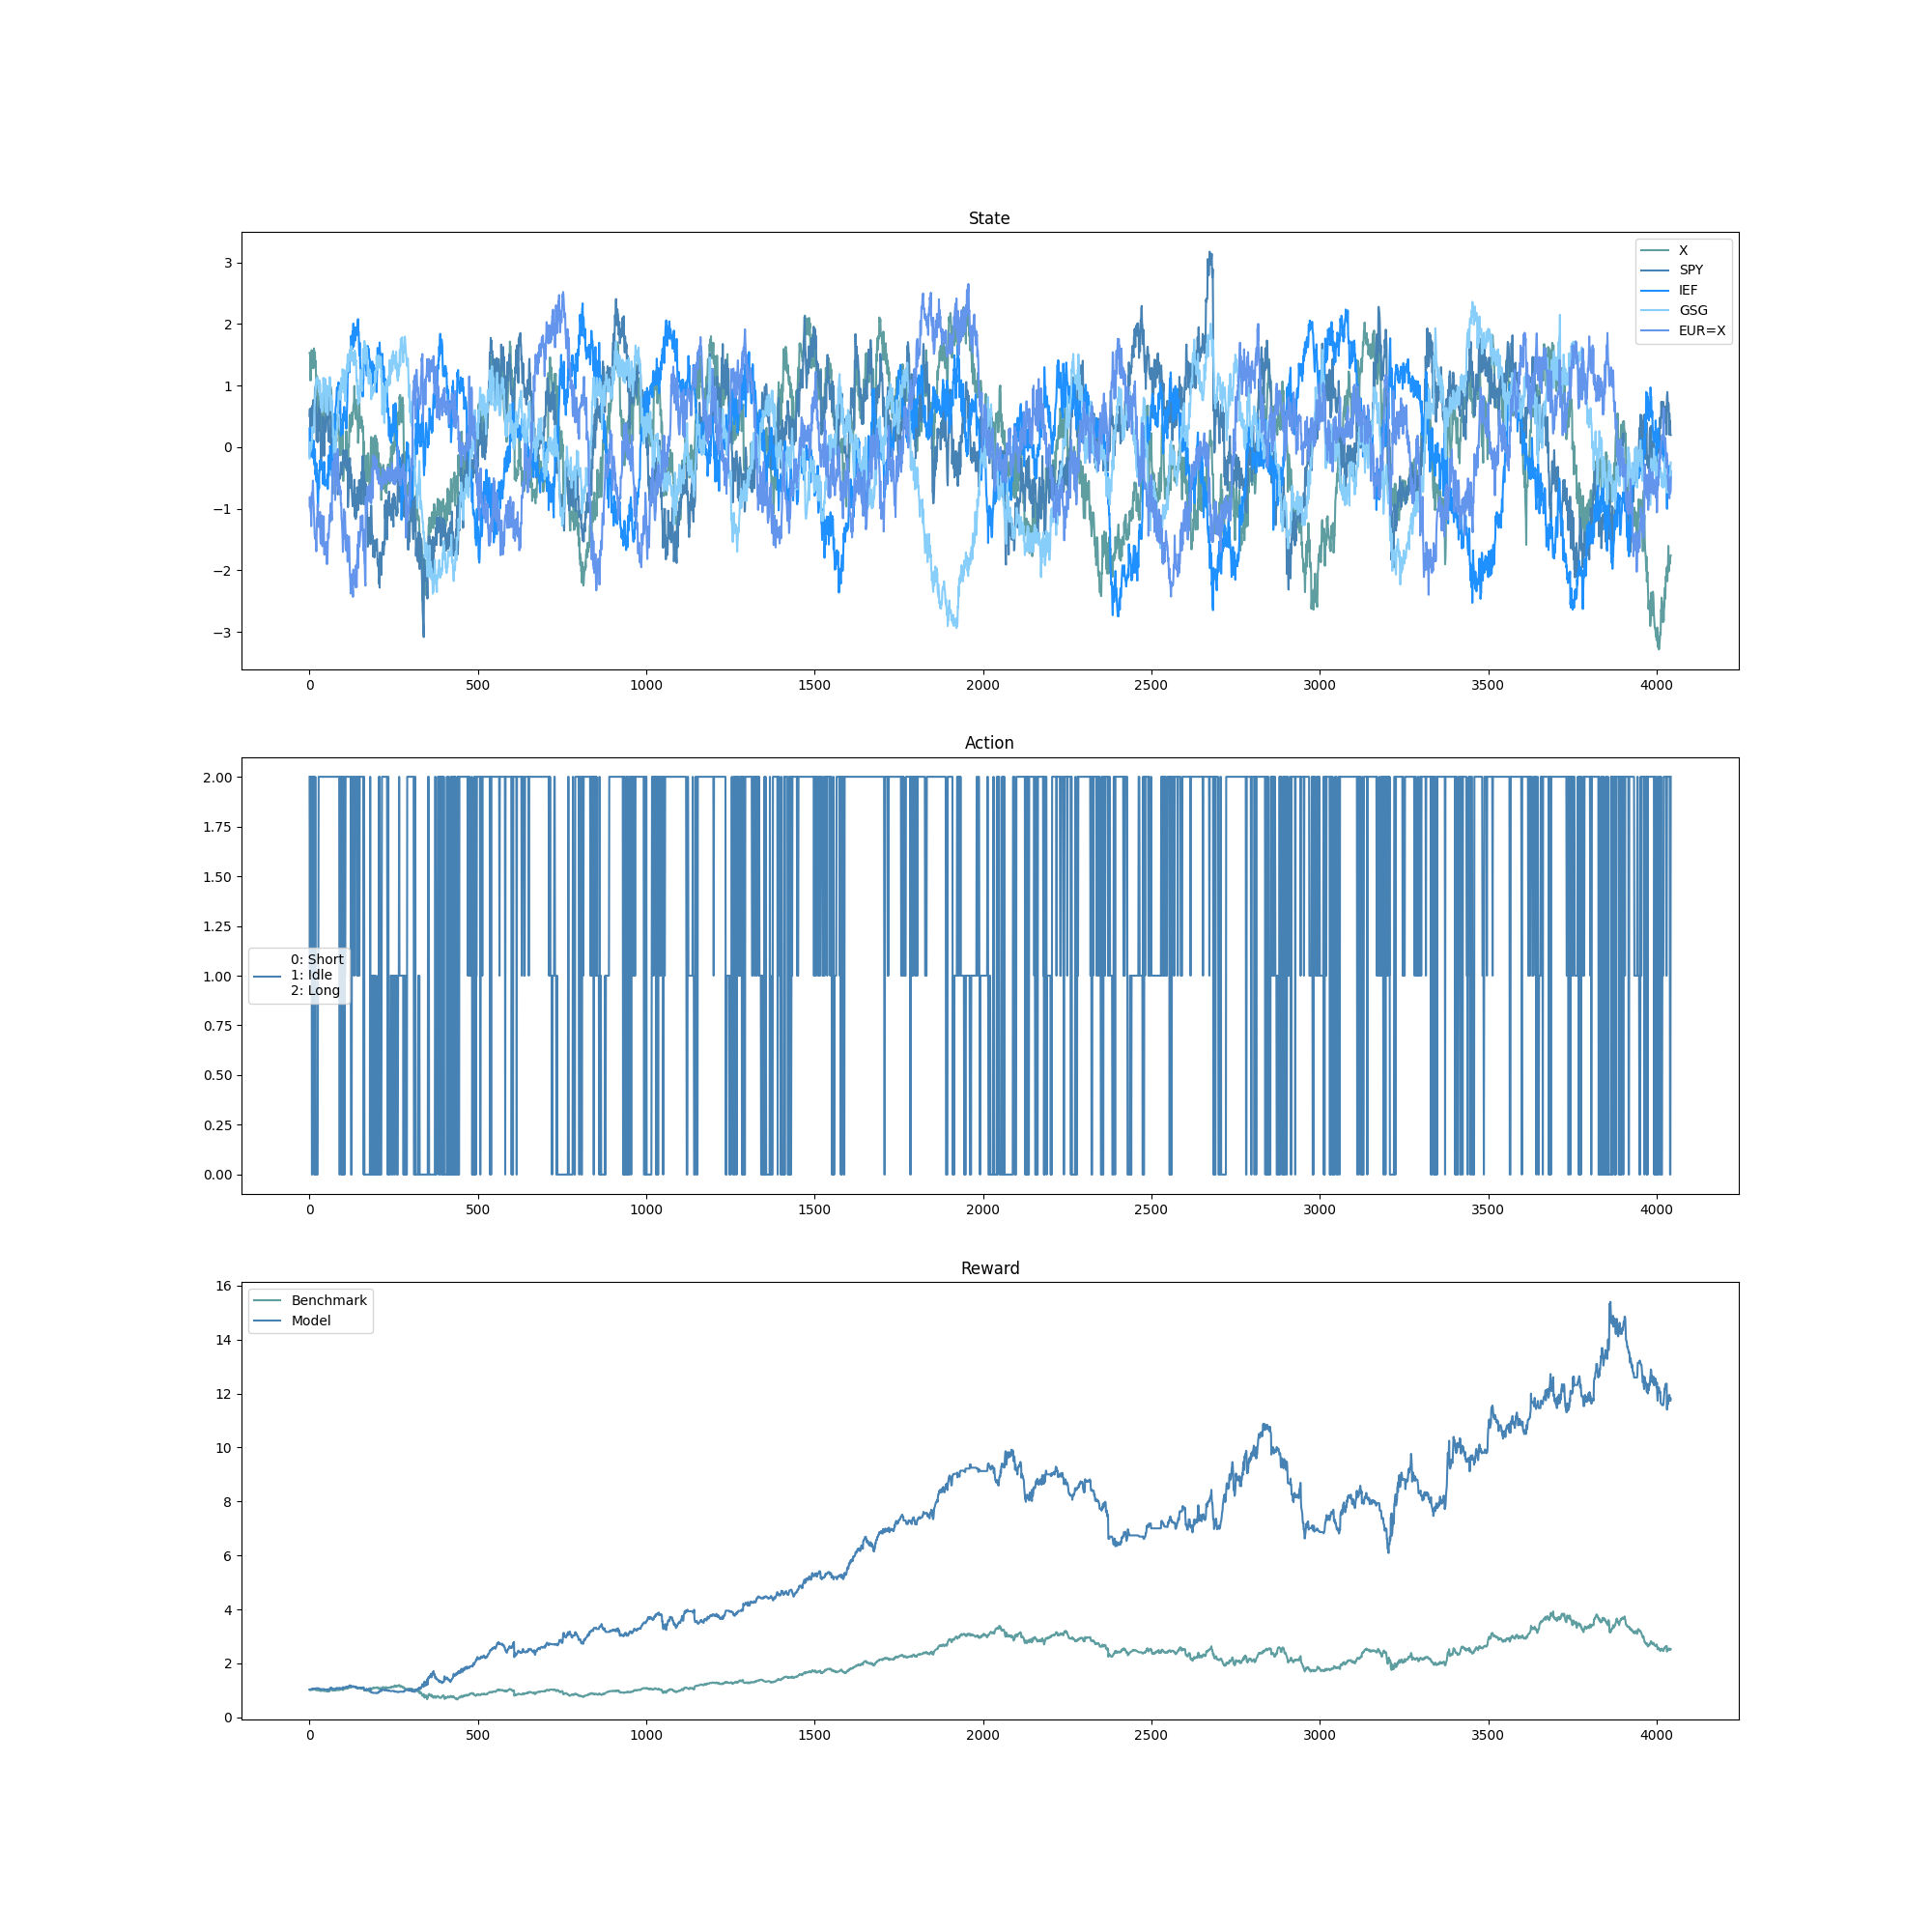 State
3
2
1
0
−1
−2
−3
X
SPY
IEF
GSG
EUR=X
0 500 1000 1500 2000 2500 3000 3500 4000
Action
2.00
1.75
1.50
1.25
1.00
0.75
0.50
0.25
0.00
0: Short
1: Idle
2: Long
0 500 1000 1500 2000 2500 3000 3500 4000
Reward
16
14
12
10
8
6
4
2
0
Benchmark
Model
0 500 1000 1500 2000 2500 3000 3500 4000